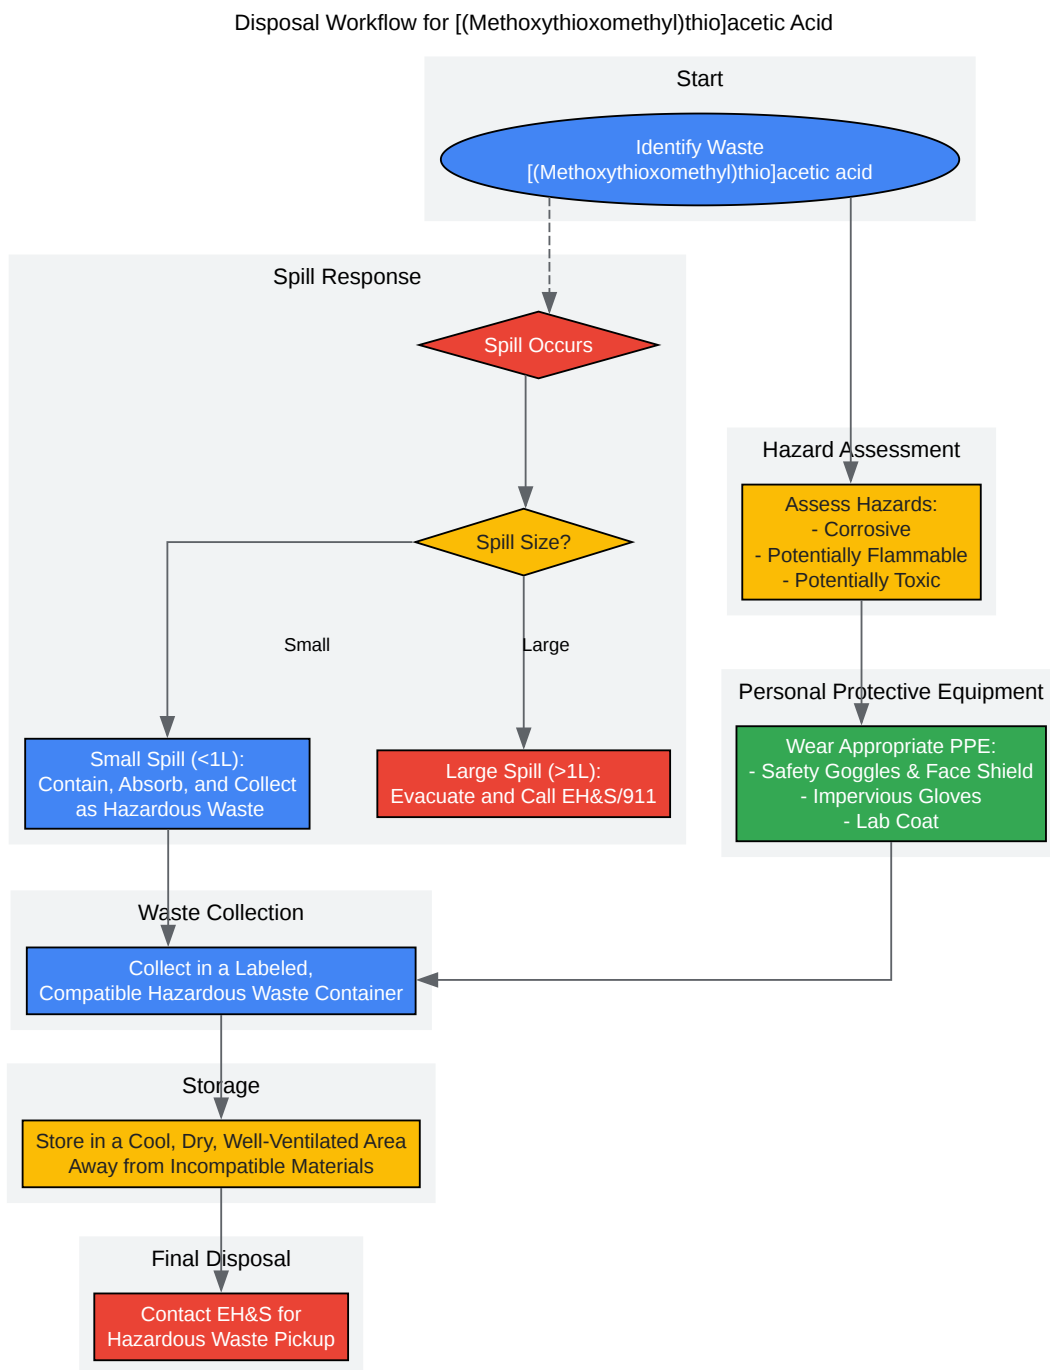 Disposal Workflow for [(Methoxythioxomethyl)thio]acetic Acid
Start
Identify Waste
[(Methoxythioxomethyl)thio]acetic acid
Spill Response
Spill Occurs
Spill Size?
Small
Large
Small Spill (<1L):
Contain, Absorb, and Collect
as Hazardous Waste
Large Spill (>1L):
Evacuate and Call EH&S/911
Hazard Assessment
Assess Hazards:
- Corrosive
- Potentially Flammable
- Potentially Toxic
Personal Protective Equipment
Wear Appropriate PPE:
- Safety Goggles & Face Shield
- Impervious Gloves
- Lab Coat
Waste Collection
Collect in a Labeled,
Compatible Hazardous Waste Container
Storage
Store in a Cool, Dry, Well-Ventilated Area
Away from Incompatible Materials
Final Disposal
Contact EH&S for
Hazardous Waste Pickup